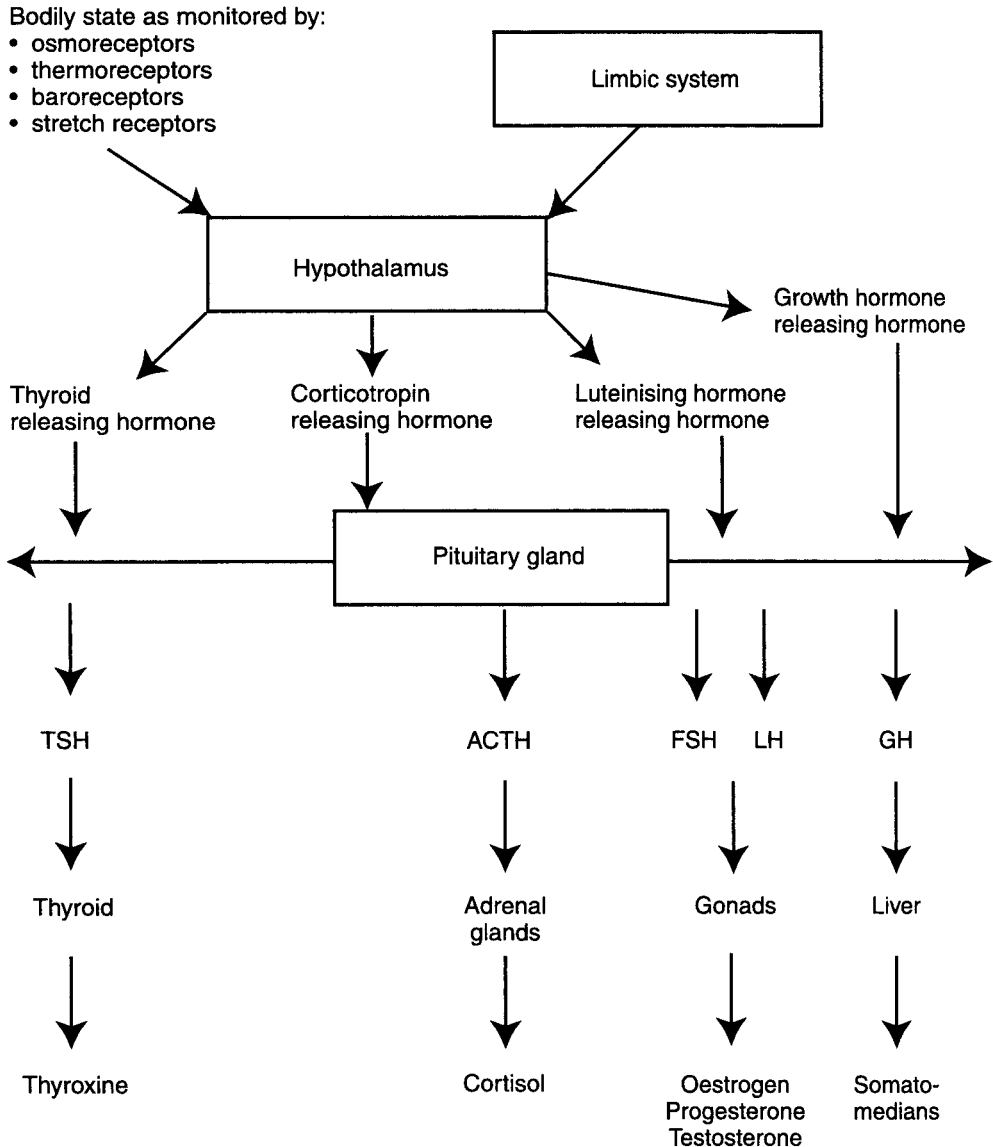 Bodily state as monitored by:
• osmoreceptors
• thermoreceptors
• baroreceptors
• stretch receptors
Limbic system
Hypothalamus
Growth hormone
releasing hormone
Thyroid
releasing hormone
Corticotropin
releasing hormone
Luteinising hormone
releasing hormone
Pituitary gland
TSH
ACTH
FSH
LH
GH
Thyroid
Adrenal
glands
Gonads
Liver
Thyroxine
Cortisol
Oestrogen
Progesterone
Testosterone
Somato-
medians